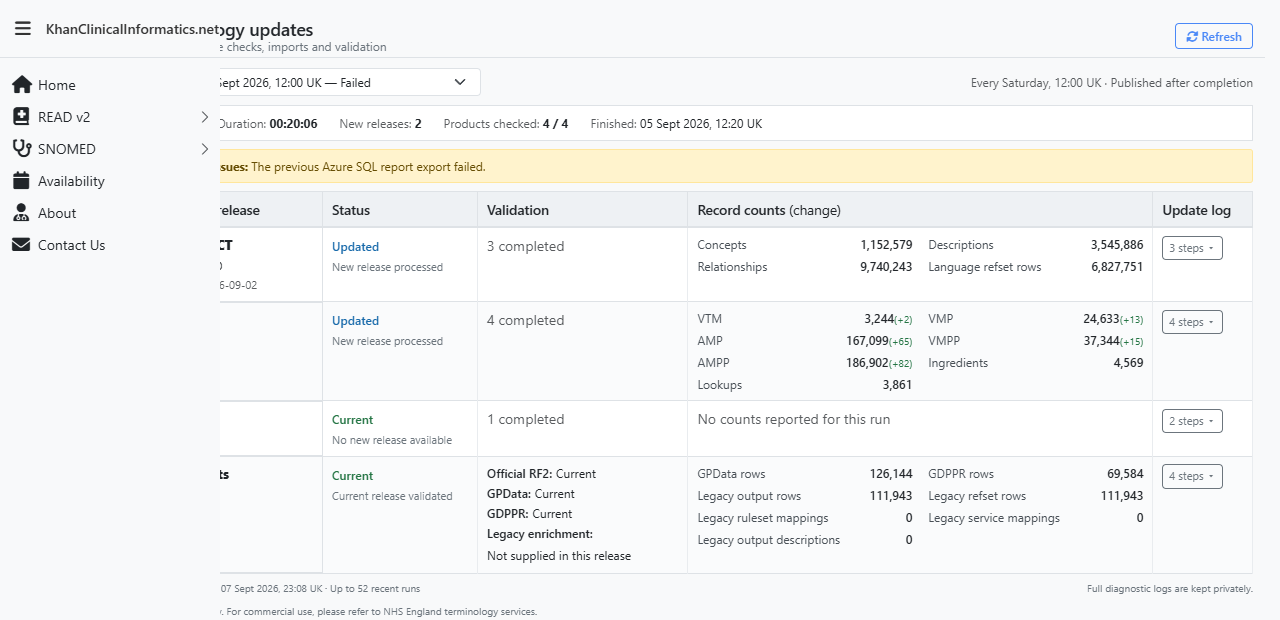 KhanClinicalInformatics.net
updates
checks, imports and validation
Refresh
Home
READ v2
SNOMED
Availability
About
Contact Us
Sept 2026, 12:00 UK — Failed
Every Saturday, 12:00 UK · Published after completion
Duration: 00:20:06 New releases: 2 Products checked: 4 / 4 Finished: 05 Sept 2026, 12:20 UK
The previous Azure SQL report export failed.
Status Validation Record counts (change) Update log
Updated
New release processed
3 completed
Concepts 1,152,579 Descriptions 3,545,886
Relationships 9,740,243 Language refset rows 6,827,751
3 steps
6-09-02
Updated
New release processed
4 completed
VTM 3,244(+2) VMP 24,633(+13)
AMP 167,099(+65) VMPP 37,344(+15)
AMPP 186,902(+82) Ingredients 4,569
Lookups 3,861
4 steps
Current
No new release available
1 completed
No counts reported for this run
2 steps
Current
Current release validated
Official RF2: Current
GPData: Current
GDPPR: Current
Legacy enrichment:
Not supplied in this release
GPData rows 126,144 GDPPR rows 69,584
Legacy output rows 111,943 Legacy refset rows 111,943
Legacy ruleset mappings 0 Legacy service mappings 0
Legacy output descriptions 0
4 steps
07 Sept 2026, 23:08 UK · Up to 52 recent runs
Full diagnostic logs are kept privately.
For commercial use, please refer to NHS England terminology services.